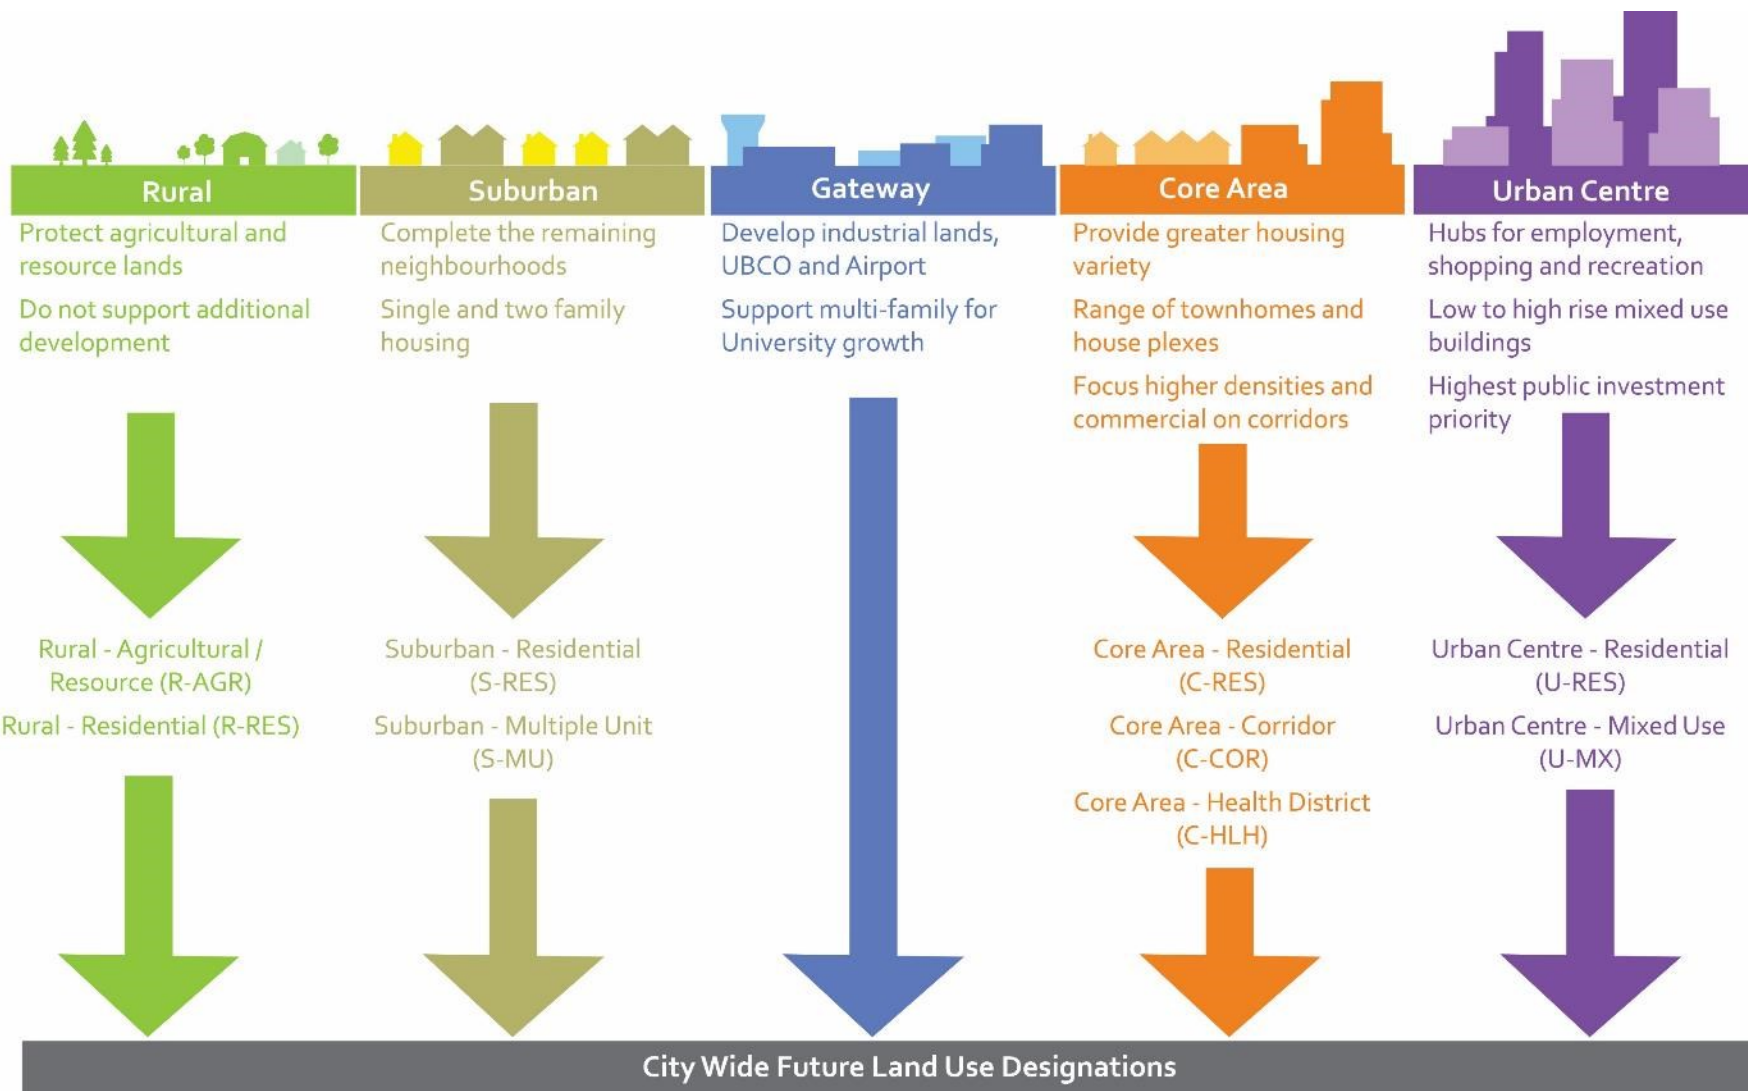 Rural
Protect agricultural and
resource lands
Do not support additional
development
Rural - Agricultural /
Resource (R-AGR)
Rural - Residential (R-RES)
Suburban
Complete the remaining
neighbourhoods
Single and two family
housing
Suburban - Residential
(S-RES)
Suburban - Multiple Unit
(S-MU)
Gateway
Develop industrial lands,
UBCO and Airport
Support multi-family for
University growth
Core Area
Provide greater housing
variety
Range of townhomes and
house plexes
Focus higher densities and
commercial on corridors
Core Area - Residential
(C-RES)
Core Area - Corridor
(C-COR)
Core Area - Health District
(C-HLH)
Urban Centre
Hubs for employment,
shopping and recreation
Low to high rise mixed use
buildings
Highest public investment
priority
Urban Centre - Residential
(U-RES)
Urban Centre - Mixed Use
(U-MX)
City Wide Future Land Use Designations